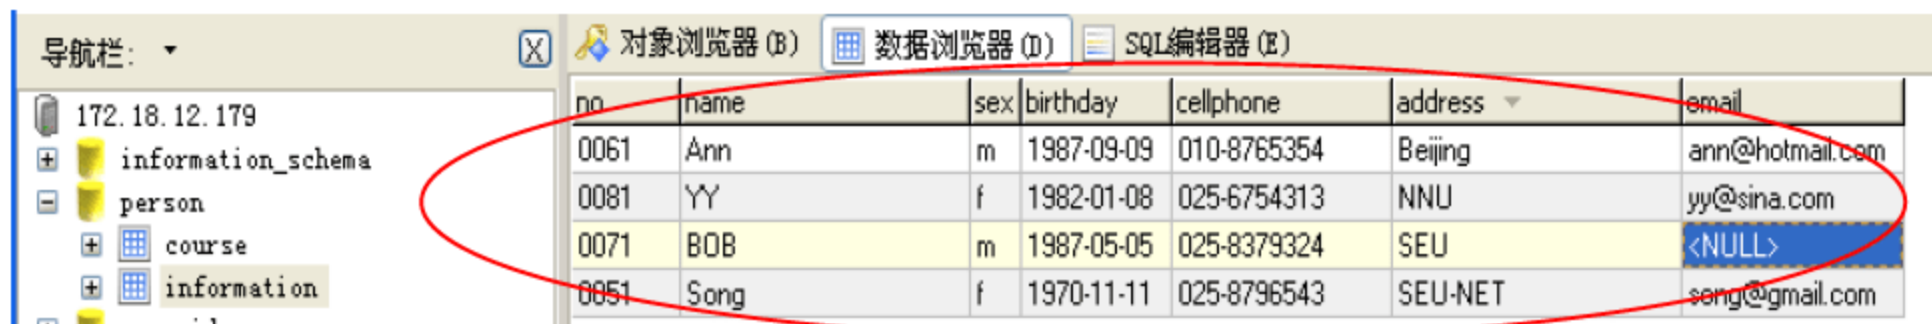 导航栏:
对象浏览器(B) 数据浏览器(D) SQL编辑器(E)
172.18.12.179
information_schema
person
course
information
no name sex birthday cellphone address email
0061 Ann m 1987-09-09 010-8765354 Beijing ann@hotmail.com
0081 YY f 1982-01-08 025-6754313 NNU yy@sina.com
0071 BOB m 1987-05-05 025-8379324 SEU <NULL>
0051 Song f 1970-11-11 025-8796543 SEU-NET song@gmail.com